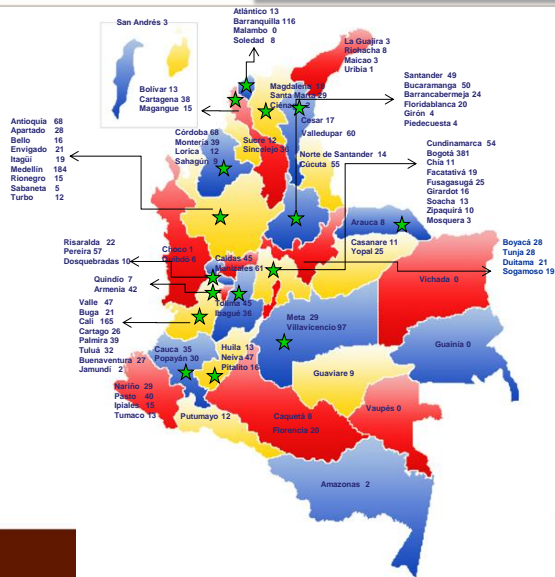 San Andrés 3
Atlántico 13
Barranquilla 116
Malambo 0
Soledad 8
La Guajira 3
Riohacha 8
Maicao 3
Uribia 1
Bolívar 13
Cartagena 38
Magangue 15
Santa Marta 29
Cesar 17
Valledupar 60
Santander 49
Bucaramanga 50
Barrancabermeja 24
Floridablanca 20
Girón 4
Piedecuesta 4
Antioquia 68
Apartado 28
Bello 16
Envigado 21
Itagüí 19
Medellín 184
Rionegro 15
Sabaneta 5
Turbo 12
Córdoba 68
Montería 39
Lorica 12
Sahagún 9
Sucre 12
Sincelejo 36
Norte de Santander 14
Cúcuta 55
Cundinamarca 54
Bogotá 381
Chía 11
Facatativá 19
Fusagasugá 25
Girardot 16
Soacha 13
Zipaquirá 10
Mosquera 3
Arauca 8
Casanare 11
Yopal 25
Boyacá 28
Tunja 28
Duitama 21
Sogamoso 19
Risaralda 22
Pereira 57
Dosquebradas 10
Choco 1
Quibdó 6
Caldas 45
Manizales 61
Vichada 0
Quindío 7
Armenia 42
Tolima 45
Ibagué 36
Valle 47
Buga 21
Cali 165
Cartago 26
Palmira 39
Tuluá 32
Buenaventura 27
Jamundí 2
Meta 29
Villavicencio 97
Guainía 0
Cauca 35
Popayán 30
Huila 13
Neiva 47
Pitalito 16
Guaviare 9
Nariño 29
Pasto 40
Ipiales 15
Tumaco 13
Putumayo 12
Caquetá 8
Florencia 20
Vaupés 0
Amazonas 2